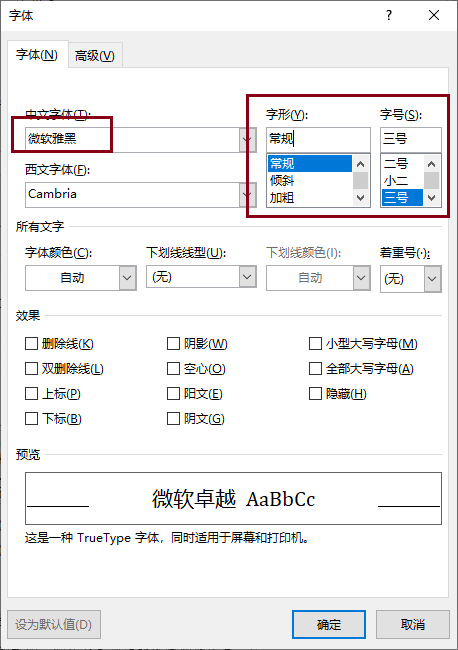 字体
?
字体(N) 高级(V)
中文字体(T): 字形(Y): 字号(S):
微软雅黑 常规 三号
常规 二号
西文字体(F): 倾斜 小二
Cambria 加粗 三号
所有文字
字体颜色(C): 下划线线型(U): 下划线颜色(I): 着重号(·):
自动 (无) 自动 (无)
效果
删除线(K) 阴影(W) 小型大写字母(M)
双删除线(L) 空心(O) 全部大写字母(A)
上标(P) 阳文(E) 隐藏(H)
下标(B) 阴文(G)
预览
微软卓越 AaBbCc
这是一种 TrueType 字体，同时适用于屏幕和打印机。
设为默认值(D) 确定 取消